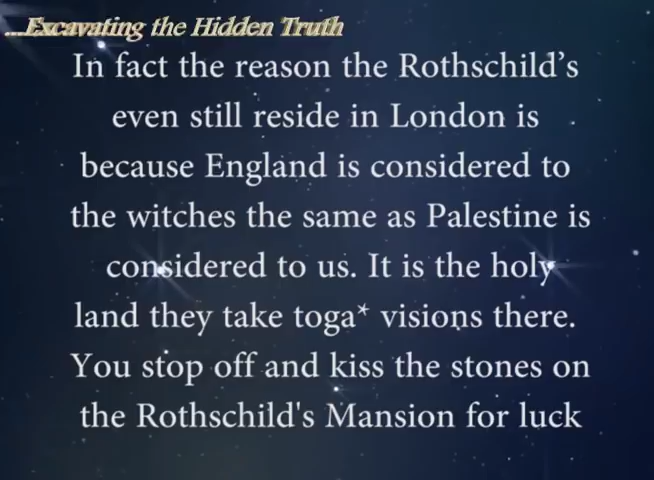 ...Excavating the Hidden Truth
In fact the reason the Rothschild’s
even still reside in London is
because England is considered to
the witches the same as Palestine is
considered to us. It is the holy
land they take toga* visions there.
You stop off and kiss the stones on
the Rothschild's Mansion for luck